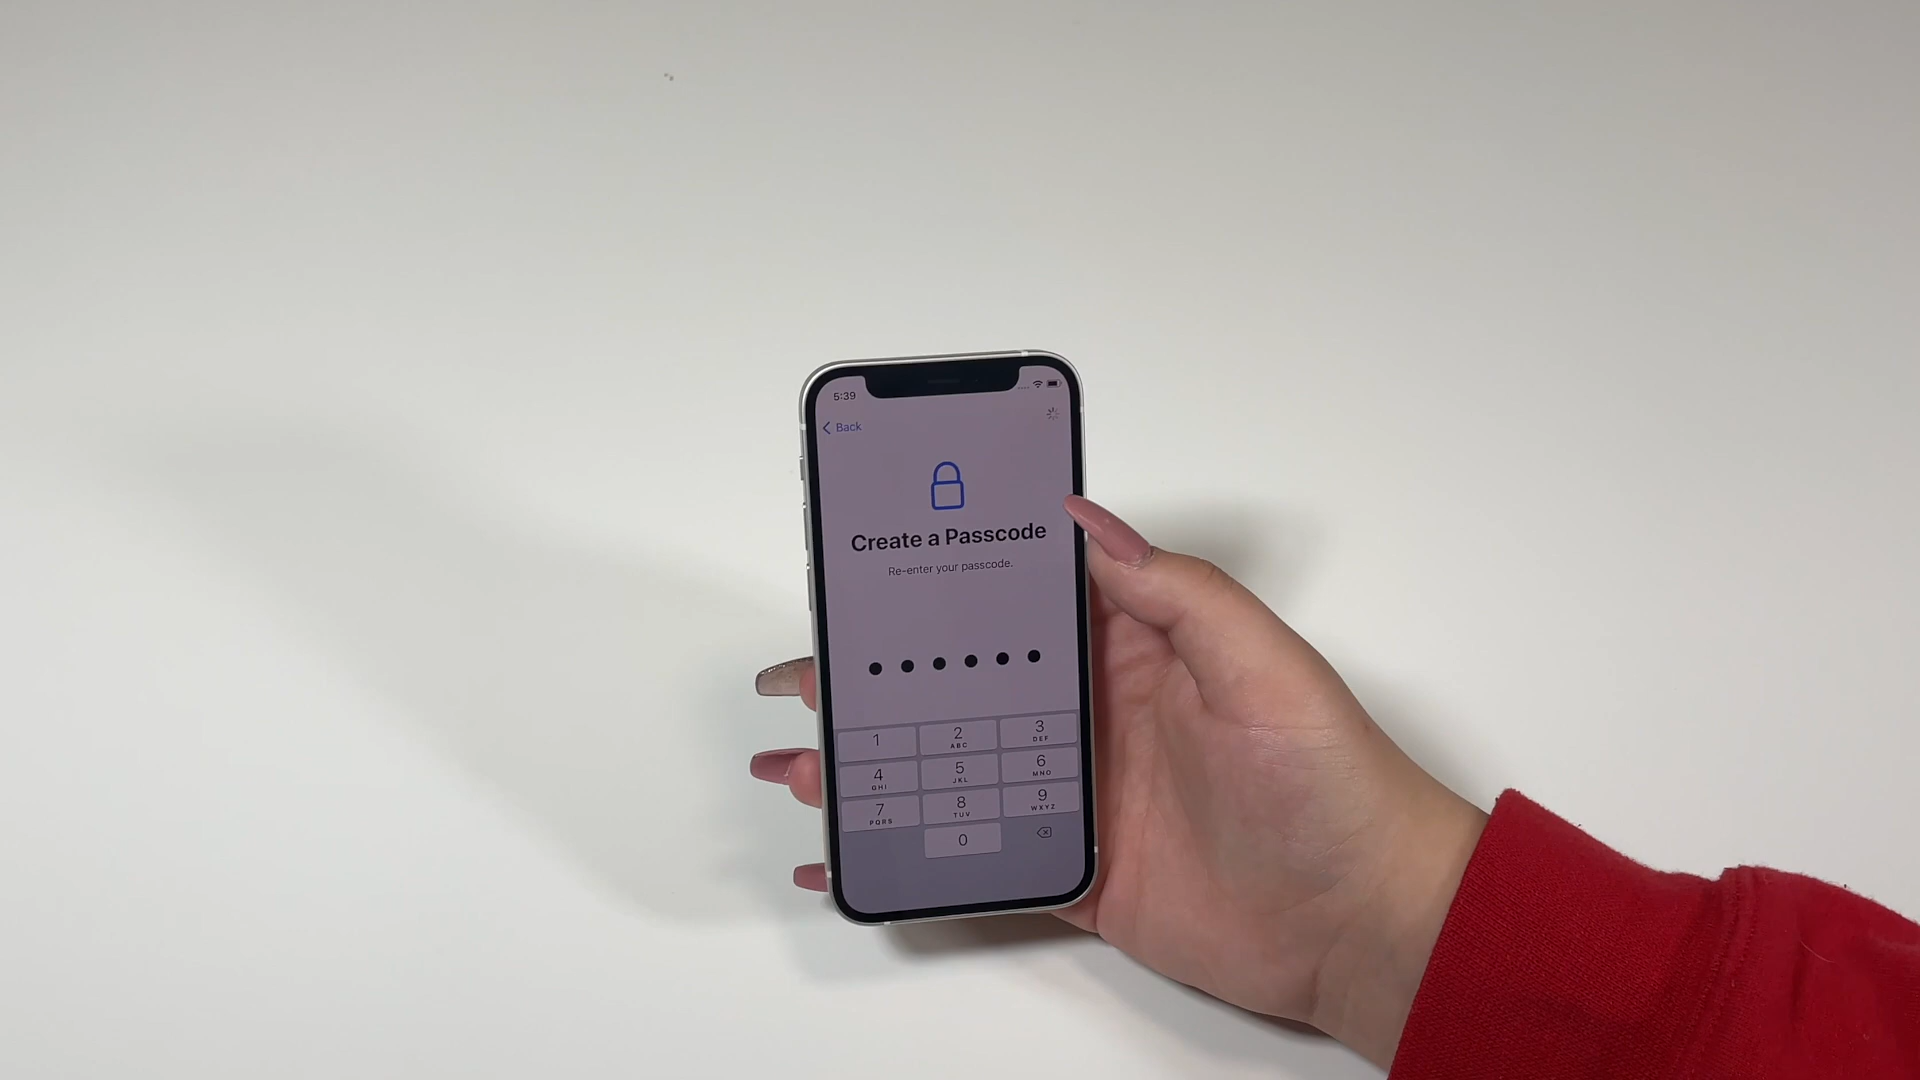 5:39
Back
Create a Passcode
Re-enter your passcode.
1 2 3
ABC DEF
4 5 6
GHI JKL MNO
7 8 9
PQRS TUV WXYZ
0